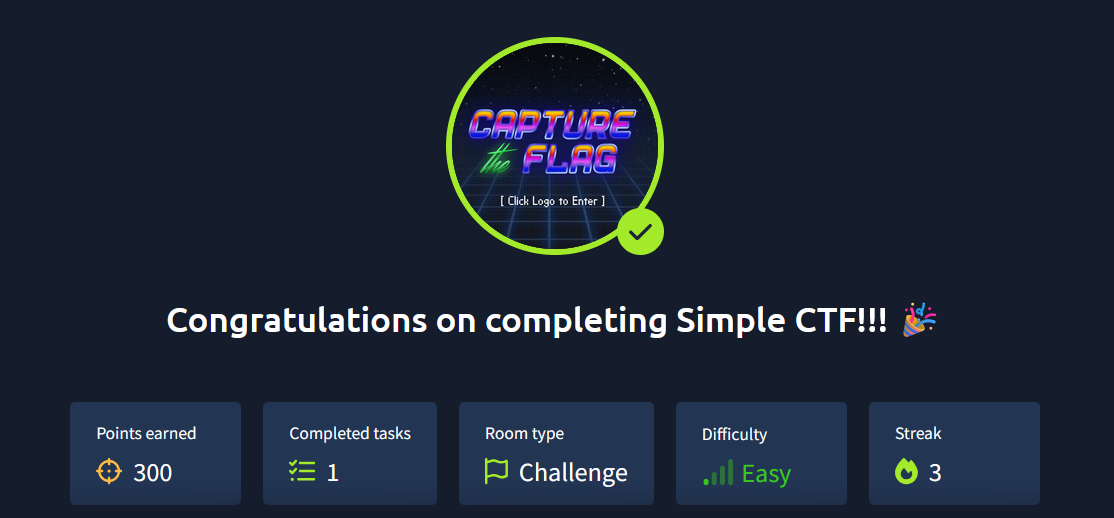 CAPTURE
the FLAG
[ Click Logo to Enter ]
Congratulations on completing Simple CTF!!! 🎉
Points earned
300
Completed tasks
1
Room type
Challenge
Difficulty
Easy
Streak
3